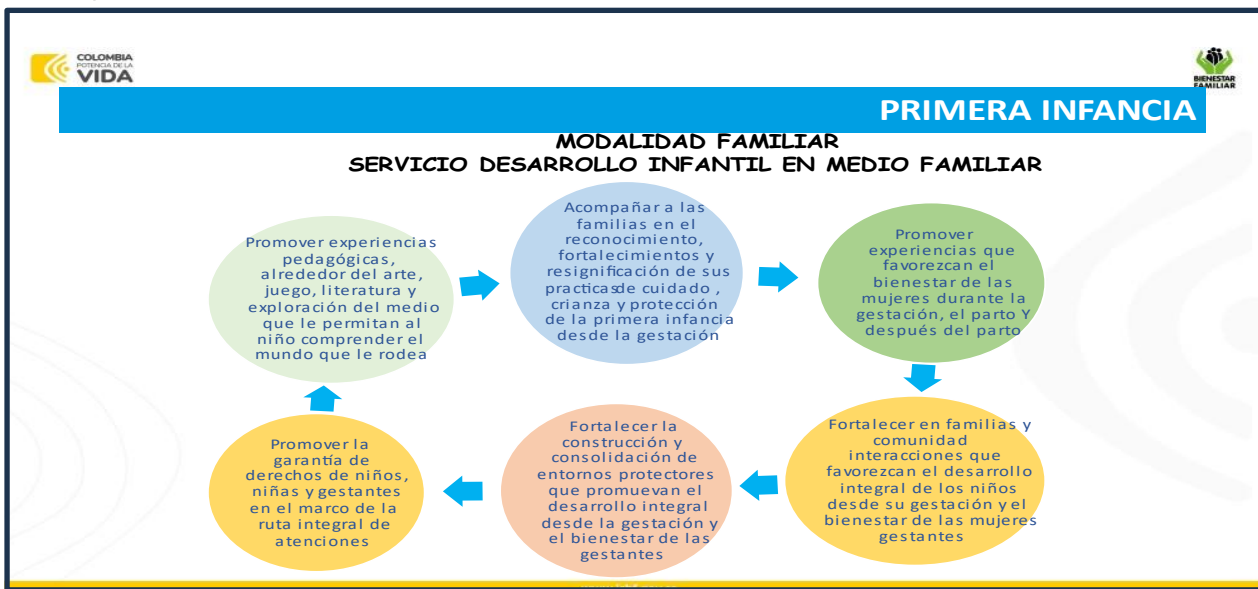 COLOMBIA
POTENCIA DE LA
VIDA
BIENESTAR
FAMILIAR
PRIMERA INFANCIA
MODALIDAD FAMILIAR
SERVICIO DESARROLLO INFANTIL EN MEDIO FAMILIAR
Promover experiencias
pedagógicas,
alrededor del arte,
juego, literatura y
exploración del medio
que le permitan al
niño comprender el
mundo que le rodea
Acompañar a las
familias en el
reconocimiento,
fortalecimientos y
resignificación de sus
practicas de cuidado ,
crianza y protección
de la primera infancia
desde la gestación
Promover
experiencias que
favorezcan el
bienestar de las
mujeres durante la
gestación, el parto Y
después del parto
Fortalecer en familias y
comunidad
interacciones que
favorezcan el desarrollo
integral de los niños
desde su gestación y el
bienestar de las mujeres
gestantes
Fortalecer la
construcción y
consolidación de
entornos protectores
que promuevan el
desarrollo integral
desde la gestación y
el bienestar de las
gestantes
Promover la
garantía de
derechos de niños,
niñas y gestantes
en el marco de la
ruta integral de
atenciones